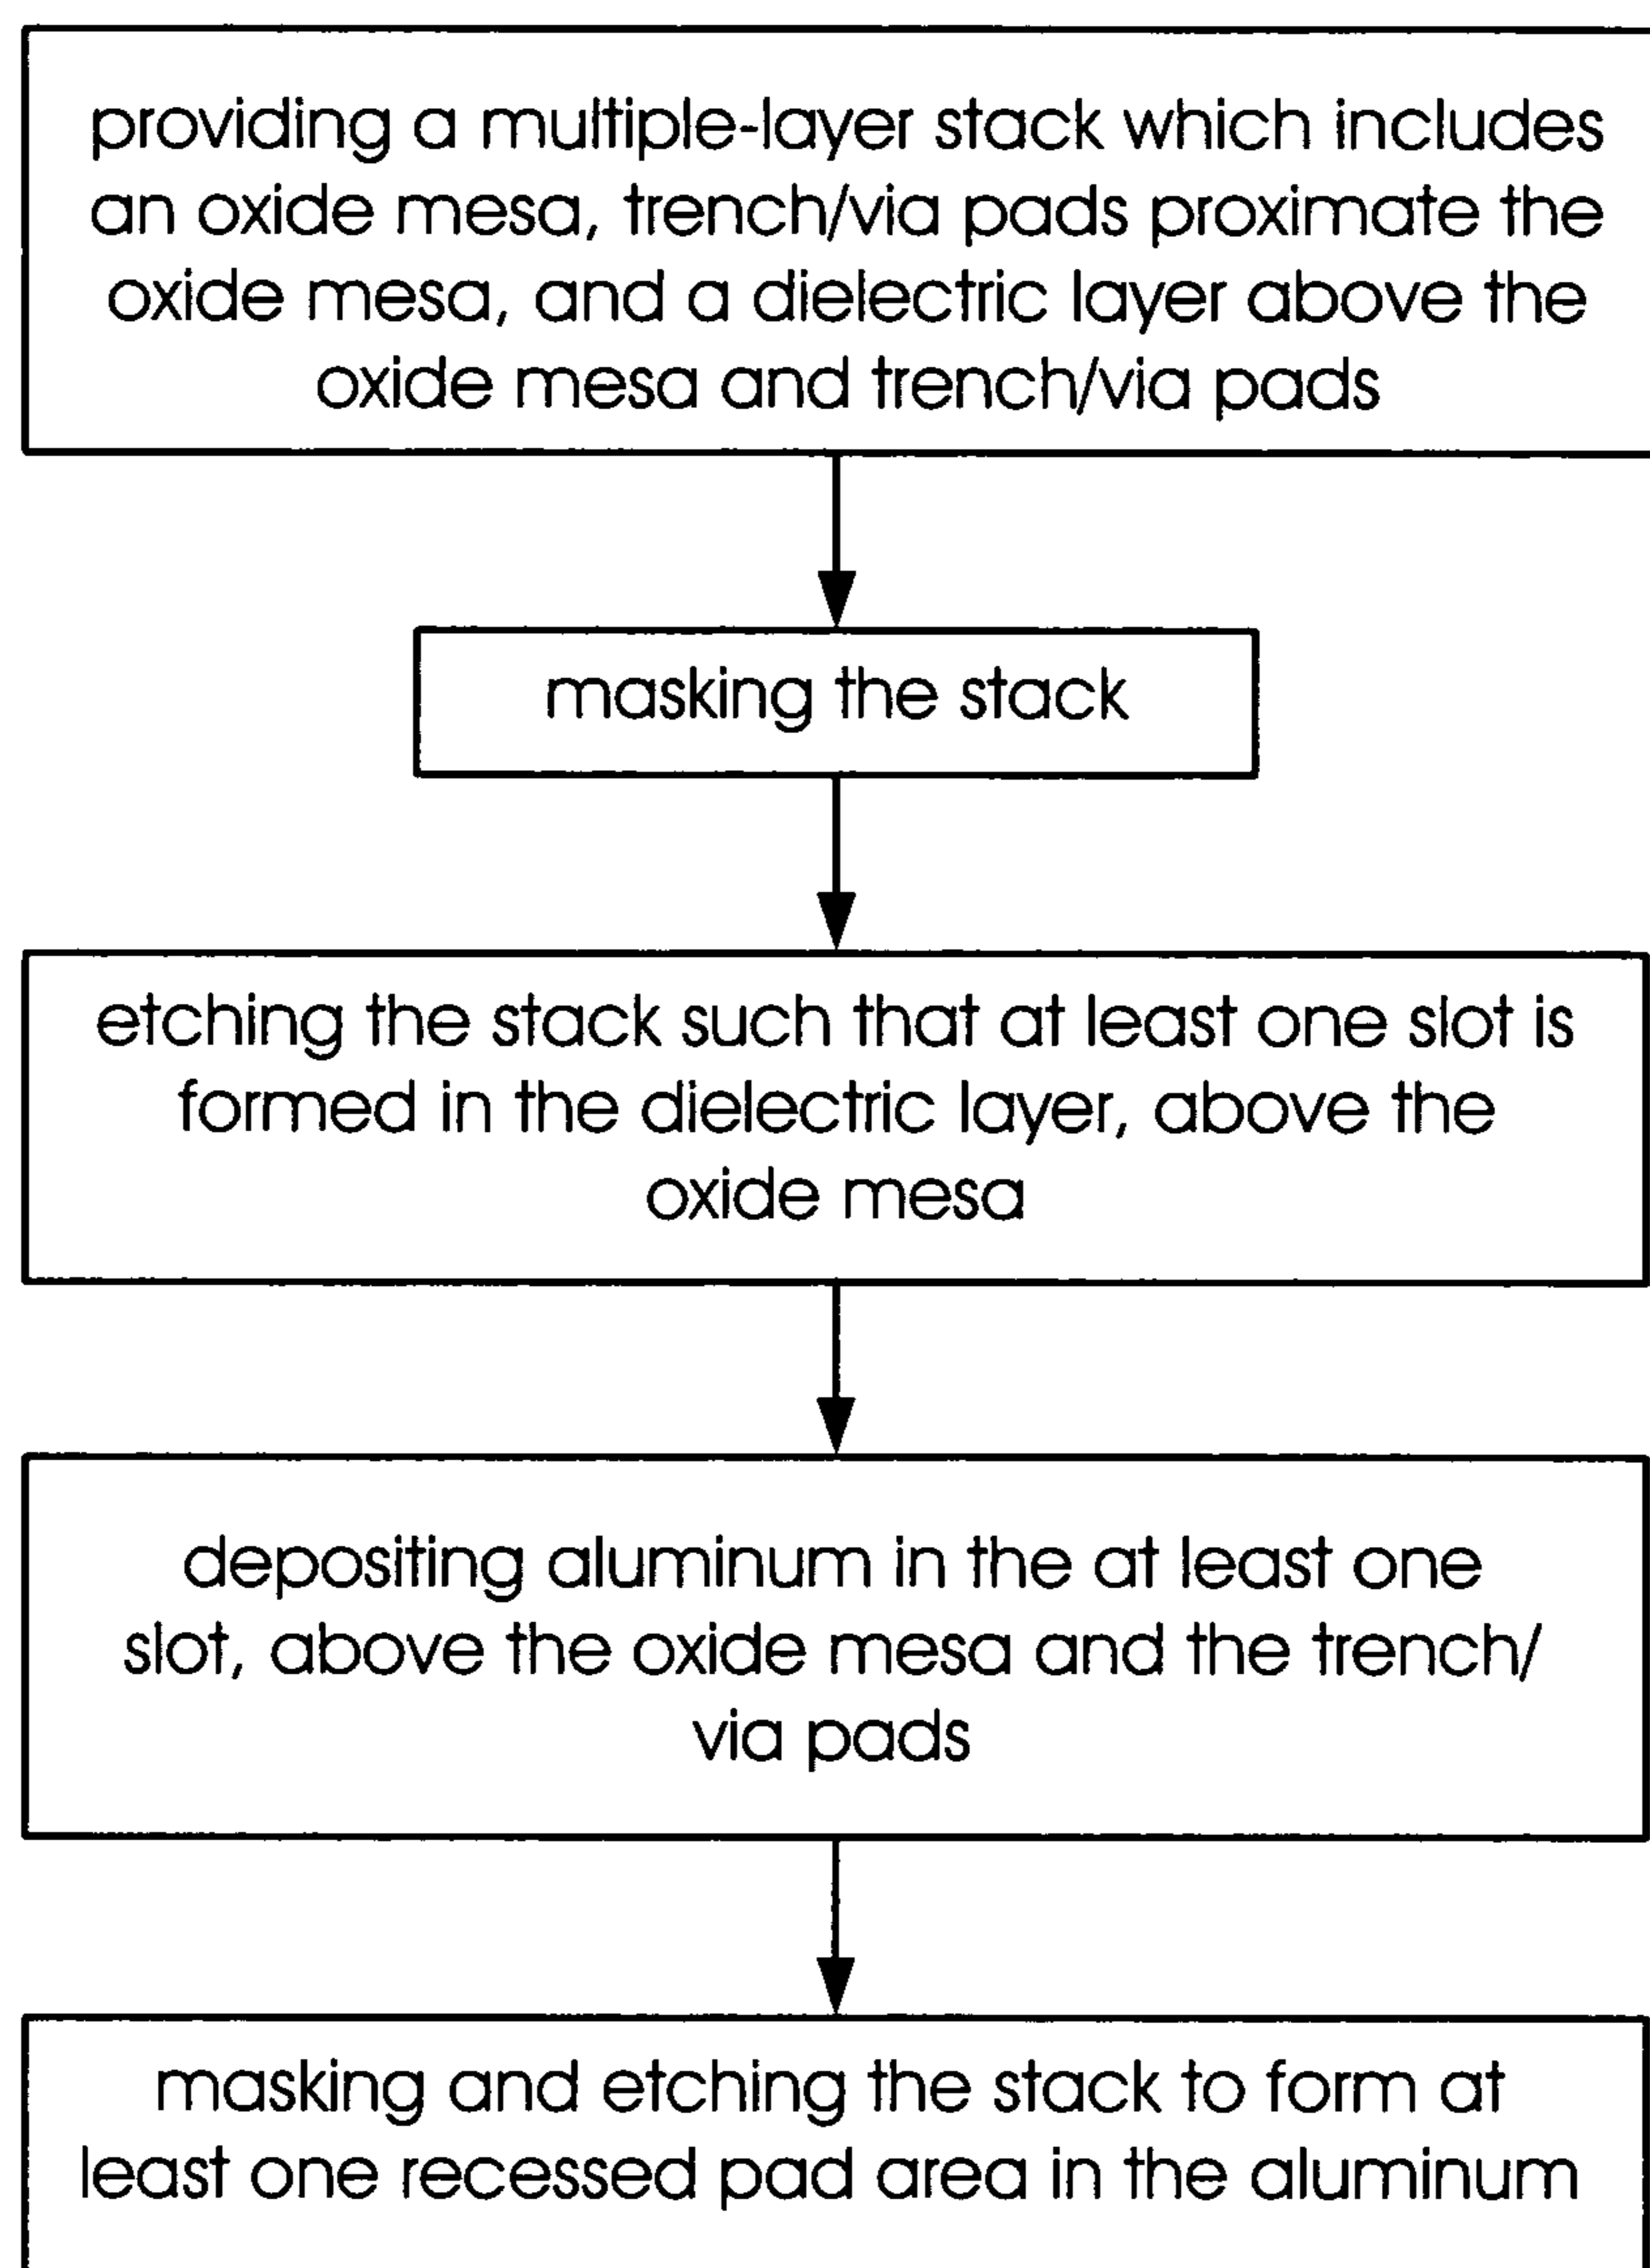 providing a multiple-layer stack which includes
an oxide mesa, trench/via pads proximate the
oxide mesa, and a dielectric layer above the
oxide mesa and trench/via pads
masking the stack
etching the stack such that at least one slot is
formed in the dielectric layer, above the
oxide mesa
depositing aluminum in the at least one
slot, above the oxide mesa and the trench/
via pads
masking and etching the stack to form at
least one recessed pad area in the aluminum